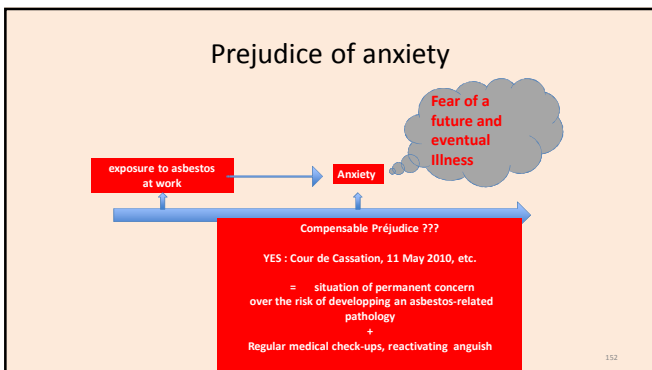 Prejudice of anxiety
Fear of a
future and
eventual
Illness
exposure to asbestos
at work
Anxiety
Compensable Préjudice ???
YES : Cour de Cassation, 11 May 2010, etc.
= situation of permanent concern
over the risk of developping an asbestos-related
pathology
+
Regular medical check-ups, reactivating anguish
152